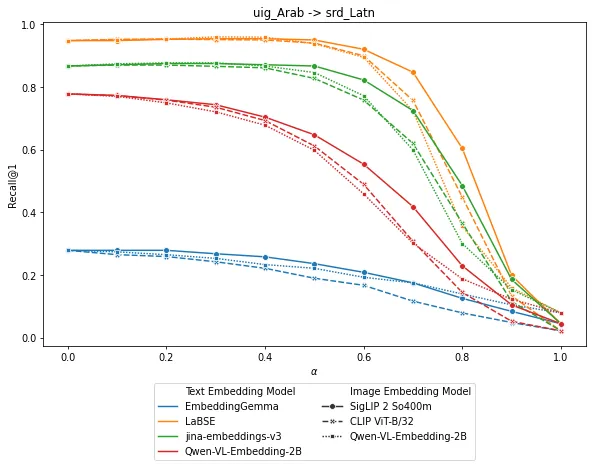 uig_Arab -> srd_Latn
Recall@1
1.0
0.8
0.6
0.4
0.2
0.0
0.0 0.2 0.4 0.6 0.8 1.0
α
Text Embedding Model
EmbeddingGemma
LaBSE
jina-embeddings-v3
Qwen-VL-Embedding-2B
Image Embedding Model
SigLIP 2 So400m
CLIP ViT-B/32
Qwen-VL-Embedding-2B